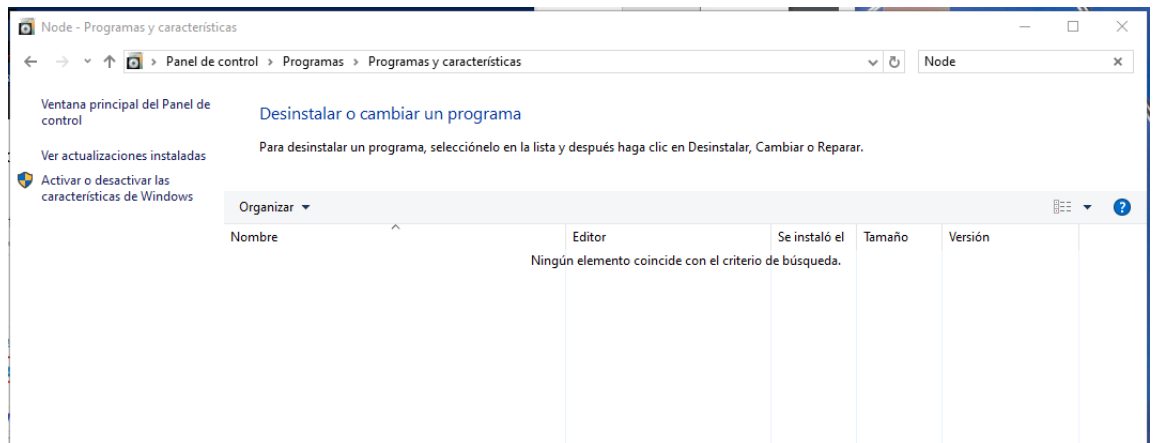 Node - Programas y características
Panel de control > Programas > Programas y características
Node
Ventana principal del Panel de
control
Ver actualizaciones instaladas
Activar o desactivar las
características de Windows
Desinstalar o cambiar un programa
Para desinstalar un programa, selecciónelo en la lista y después haga clic en Desinstalar, Cambiar o Reparar.
Organizar
Nombre Editor Se instaló el Tamaño Versión
Ningún elemento coincide con el criterio de búsqueda.